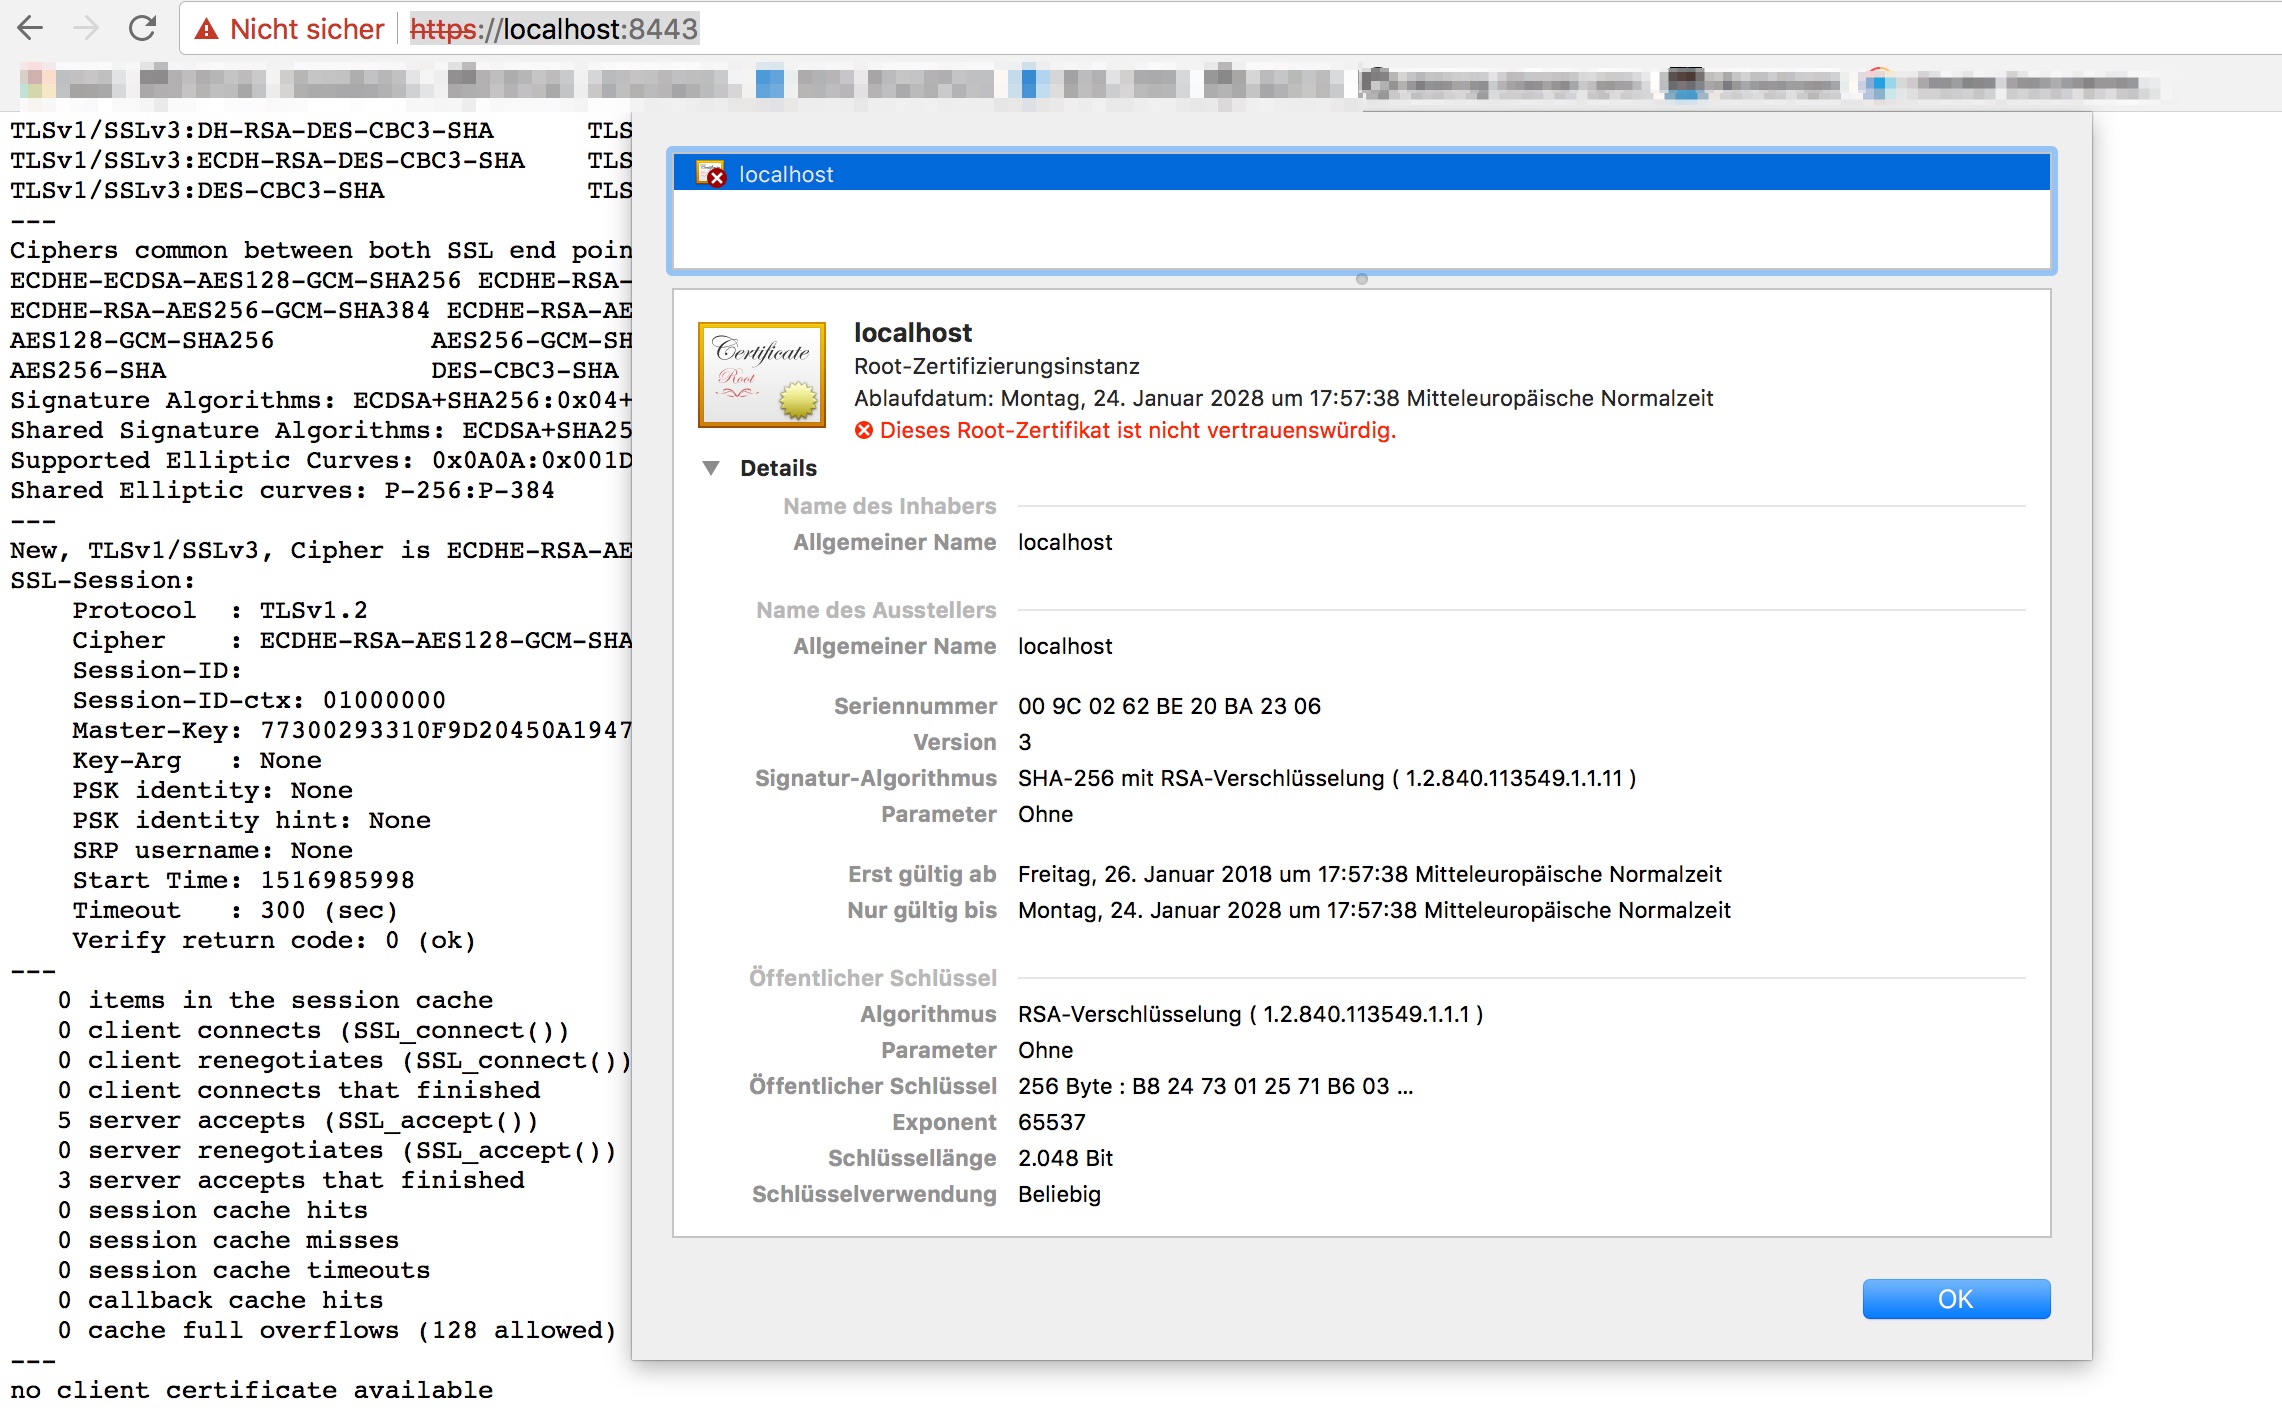 Nicht sicher https://localhost:8443
TLSv1/SSLv3:DH-RSA-DES-CBC3-SHA TLS
TLSv1/SSLv3:ECDH-RSA-DES-CBC3-SHA TLS
TLSv1/SSLv3:DES-CBC3-SHA TLS
---
Ciphers common between both SSL end poin
ECDHE-ECDSA-AES128-GCM-SHA256 ECDHE-RSA-
ECDHE-RSA-AES256-GCM-SHA384 ECDHE-RSA-AE
AES128-GCM-SHA256 AES256-GCM-SH
AES256-SHA DES-CBC3-SHA
Signature Algorithms: ECDSA+SHA256:0x04+
Shared Signature Algorithms: ECDSA+SHA25
Supported Elliptic Curves: 0x0A0A:0x001D
Shared Elliptic curves: P-256:P-384
---
New, TLSv1/SSLv3, Cipher is ECDHE-RSA-AE
SSL-Session:
Protocol : TLSv1.2
Cipher : ECDHE-RSA-AES128-GCM-SHA
Session-ID:
Session-ID-ctx: 01000000
Master-Key: 77300293310F9D20450A1947
Key-Arg : None
PSK identity: None
PSK identity hint: None
SRP username: None
Start Time: 1516985998
Timeout : 300 (sec)
Verify return code: 0 (ok)
---
0 items in the session cache
0 client connects (SSL_connect())
0 client renegotiates (SSL_connect())
0 client connects that finished
5 server accepts (SSL_accept())
0 server renegotiates (SSL_accept())
3 server accepts that finished
0 session cache hits
0 session cache misses
0 session cache timeouts
0 callback cache hits
0 cache full overflows (128 allowed)
---
no client certificate available
localhost
Certificate
Root
localhost
Root-Zertifizierungsinstanz
Ablaufdatum: Montag, 24. Januar 2028 um 17:57:38 Mitteleuropäische Normalzeit
Dieses Root-Zertifikat ist nicht vertrauenswürdig.
Details
Name des Inhabers
Allgemeiner Name localhost
Name des Ausstellers
Allgemeiner Name localhost
Seriennummer 00 9C 02 62 BE 20 BA 23 06
Version 3
Signatur-Algorithmus SHA-256 mit RSA-Verschlüsselung ( 1.2.840.113549.1.1.11 )
Parameter Ohne
Erst gültig ab Freitag, 26. Januar 2018 um 17:57:38 Mitteleuropäische Normalzeit
Nur gültig bis Montag, 24. Januar 2028 um 17:57:38 Mitteleuropäische Normalzeit
Öffentlicher Schlüssel
Algorithmus RSA-Verschlüsselung ( 1.2.840.113549.1.1.1 )
Parameter Ohne
Öffentlicher Schlüssel 256 Byte : B8 24 73 01 25 71 B6 03 ...
Exponent 65537
Schlüssellänge 2.048 Bit
Schlüsselverwendung Beliebig
OK